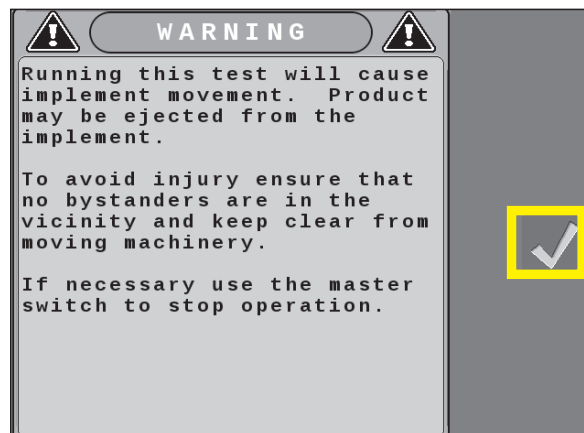 WARNING
Running this test will cause
implement movement.  Product
may be ejected from the
implement.
To avoid injury ensure that
no bystanders are in the
vicinity and keep clear from
moving machinery.
If necessary use the master
switch to stop operation.